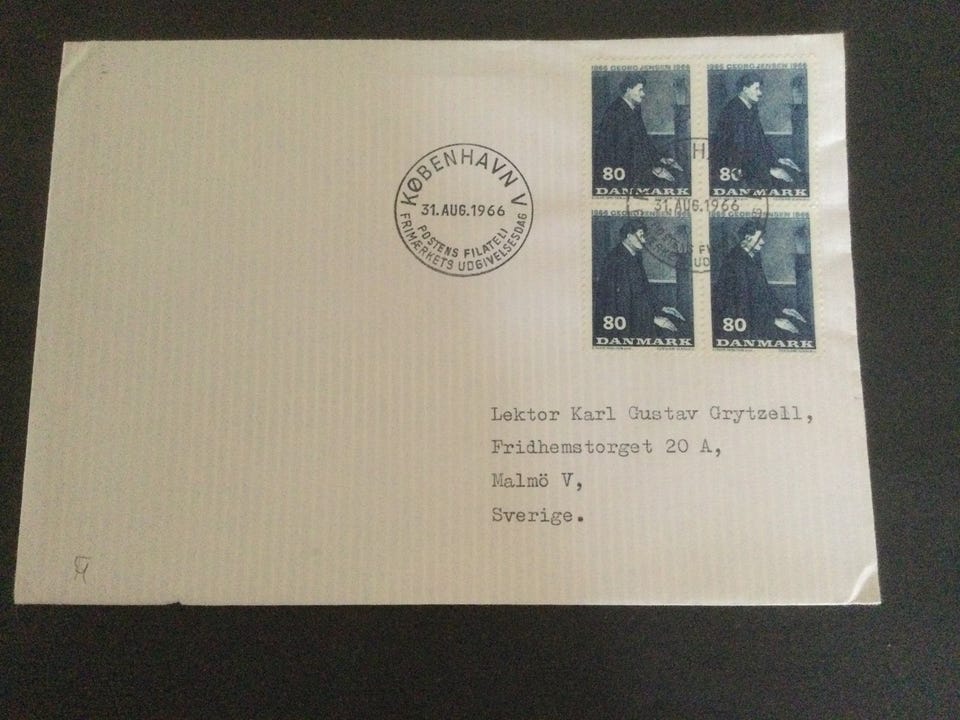 KØBENHAVN V
31.AUG.1966
POSTENS FILATELI
FRIMÆRKETS UDGIVELSESDAG
1866 GEORG JENSEN 1966
80
DANMARK
1866 GEORG JENSEN 1966
80
DANMARK
31.AUG.1966
1866 GEORG JENSEN 1966
80
DANMARK
1866 GEORG JENSEN 1966
80
DANMARK
Lektor Karl Gustav Grytzell,
Fridhemstorget 20 A,
Malmö V,
Sverige.